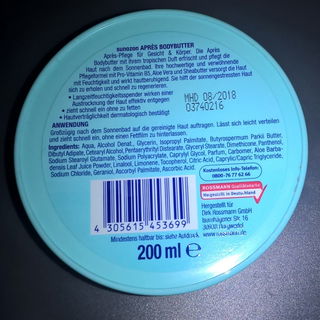 sunozon APRÈS BODYBUTTER
Après-Pflege für Gesicht & Körper. Die Après
Bodybutter mit ihrem tropischen Duft erfrischt und pflegt die
Haut nach dem Sonnenbad. Ihre hochwertige und verwöhnende
Pflegeformel mit Pro-Vitamin B5, Aloe Vera und Sheabutter versorgt die Haut
reichhaltig und wirkt hautberuhigend. Sie hilft der sonnengestressten Haut
sich zu erholen und schnell zu regenerieren.
• Langzeitfeuchtigkeitsspender wirken einer
Austrocknung der Haut effektiv entgegen
• zieht schnell ein ohne zu fetten
• Hautverträglichkeit dermatologisch bestätigt
MHD 08/2018
03740216
ANWENDUNG
Großzügig nach dem Sonnenbad auf die gereinigte Haut auftragen. Lässt sich leicht verteilen
und zieht schnell ein, ohne einen Fettfilm zu hinterlassen.
Ingredients: Aqua, Alcohol Denat., Glycerin, Isopropyl Palmitate, Butyrospermum Parkii Butter,
Dibutyl Adipate, Cetearyl Alcohol, Pentaerythrityl Distearate, Glyceryl Stearate, Dimethicone, Panthenol,
Sodium Stearoyl Glutamate, Sodium Polyacrylate, Caprylyl Glycol, Parfum, Carbomer, Aloe Barba-
densis Leaf Juice Powder, Linalool, Limonene, Tocopherol, Citric Acid, Caprylic/Capric Triglyceride,
Sodium Chloride, Geraniol, Ascorbyl Palmitate, Ascorbic Acid.
Kostenloses Info-Telefon:
0800-76 77 62 66
ROSSMANN Qualitätsmarke
Hergestellt in Deutschland
Hergestellt für
Dirk Rossmann GmbH
Isernhägener Str. 16
30938 Burgwedel
4 305615 453699
Mindestens haltbar bis: siehe Aufdruck
200 ml e